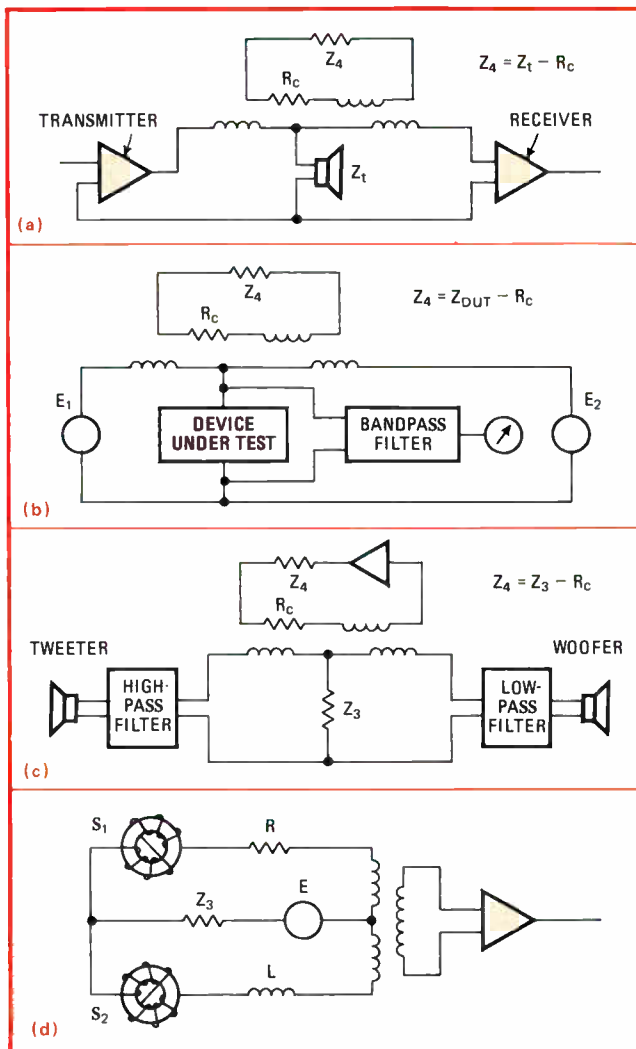 Z4
Z4 = Zt – Rc
Rc
TRANSMITTER
RECEIVER
Zt
(a)
Z4
Z4 = ZDUT – Rc
Rc
E1
E2
DEVICE
UNDER TEST
BANDPASS
FILTER
(b)
Z4
Z4 = Z3 – Rc
Rc
TWEETER
WOOFER
HIGH-
PASS
FILTER
Z3
LOW-
PASS
FILTER
(c)
S1
R
E
Z3
L
S2
(d)